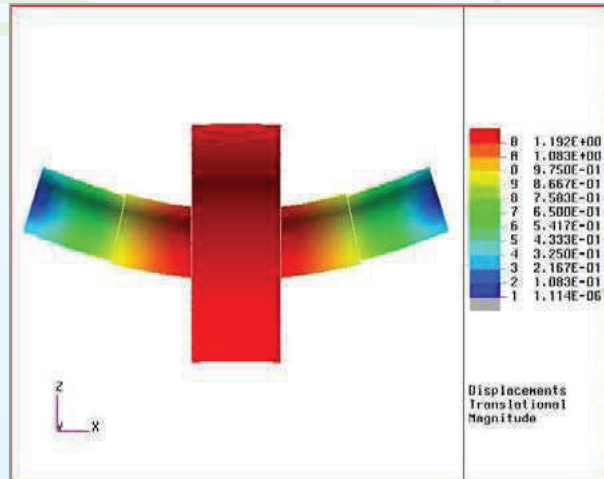 B 1.192E+00
A 1.083E+00
0 9.750E-01
9 8.667E-01
8 7.583E-01
7 6.500E-01
6 5.417E-01
5 4.333E-01
4 3.250E-01
3 2.167E-01
2 1.083E-01
1 1.114E-06
Displacements
Translational
Magnitude
Z
Y X